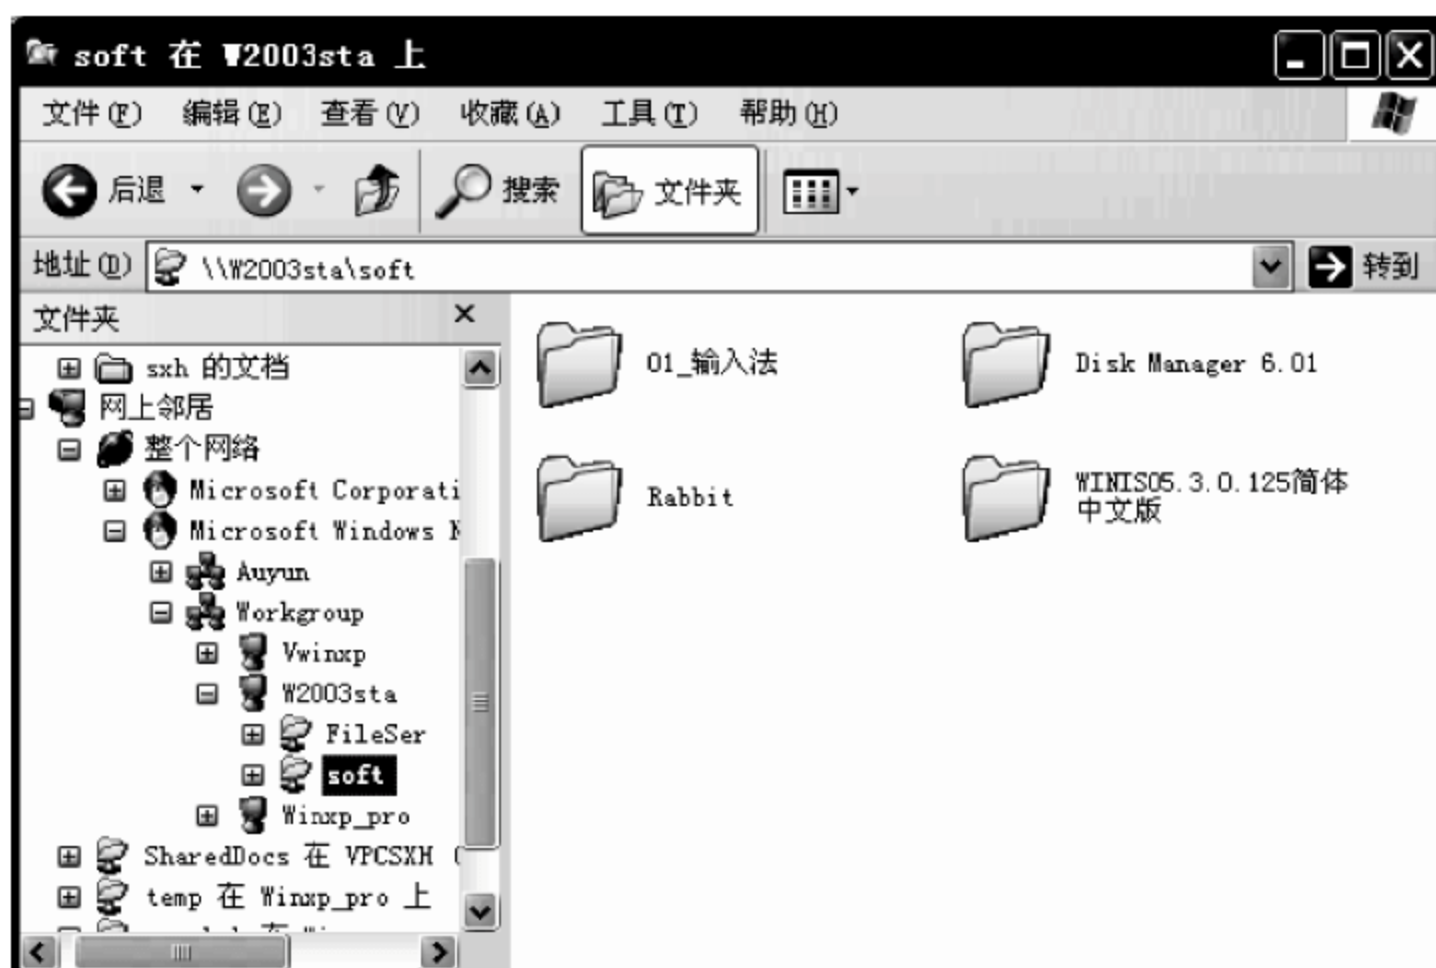 soft 在 W2003sta 上
文件(F) 编辑(E) 查看(V) 收藏(A) 工具(T) 帮助(H)
后退 搜索 文件夹
地址(D) \\W2003sta\soft 转到
文件夹
sxh 的文档
网上邻居
整个网络
Microsoft Corporati
Microsoft Windows N
Auyun
Workgroup
Vwinxp
W2003sta
FileSer
soft
Winxp_pro
SharedDocs 在 VPCSXH (
temp 在 Winxp_pro 上
01_输入法
Disk Manager 6.01
Rabbit
WINISO5.3.0.125简体
中文版